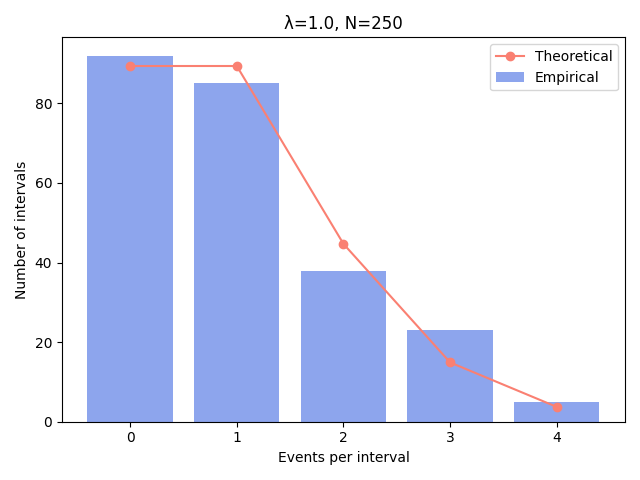 λ=1.0, N=250
Theoretical
Empirical
Number of intervals
80
60
40
20
0
0 1 2 3 4
Events per interval